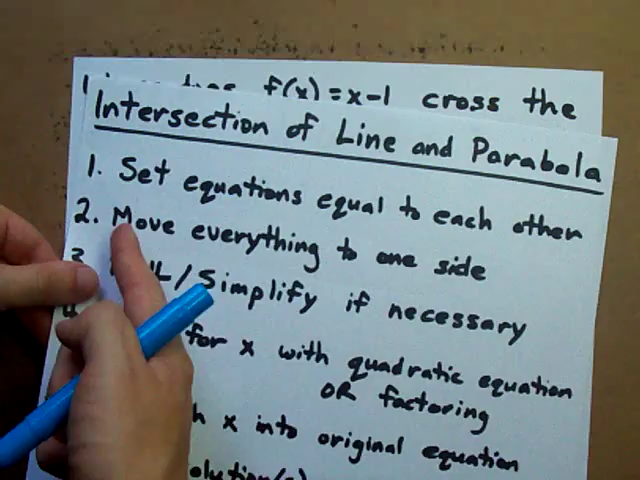 f(x)=x-1 cross the
Intersection of Line and Parabola
1. Set equations equal to each other
2. Move everything to one side
3. /Simplify if necessary
for x with quadratic equation
OR factoring
x into original equation